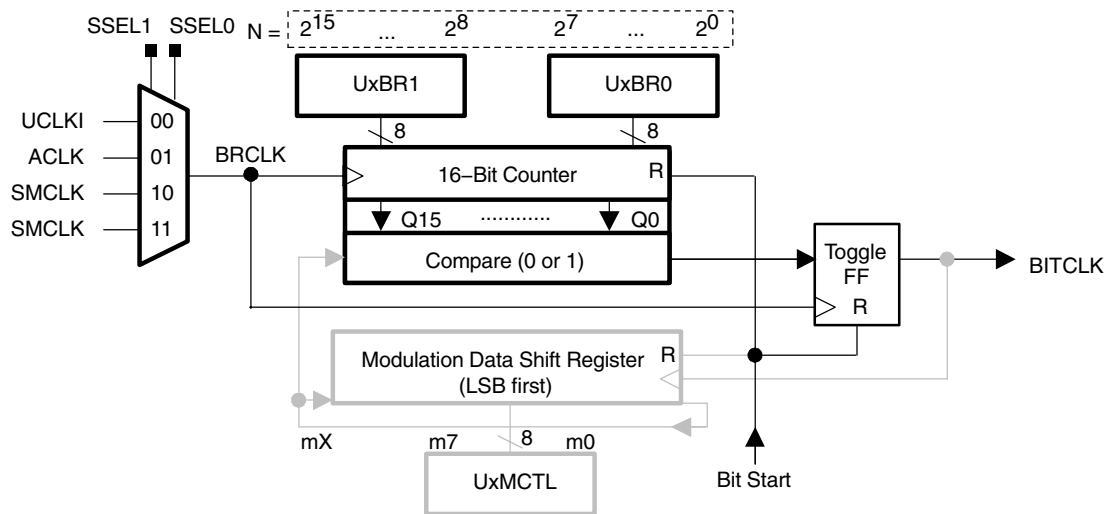 SSEL1 SSEL0
N = 2^15 ... 2^8 2^7 ... 2^0
UxBR1 UxBR0
8 8
UCLKI 00
ACLK 01
SMCLK 10
SMCLK 11
BRCLK
16–Bit Counter R
Q15 ............ Q0
Compare (0 or 1)
Toggle
FF
R
BITCLK
Modulation Data Shift Register R
(LSB first)
mX m7 8 m0
UxMCTL
Bit Start